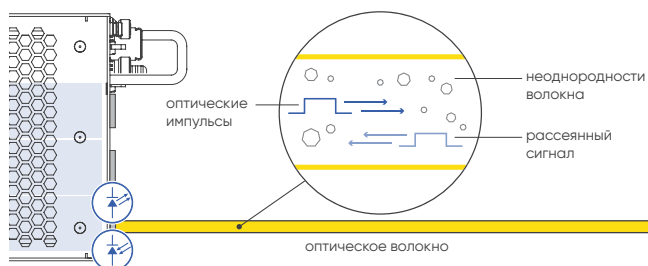 неоднородности
волокна
оптические
импульсы
рассеянный
сигнал
оптическое волокно